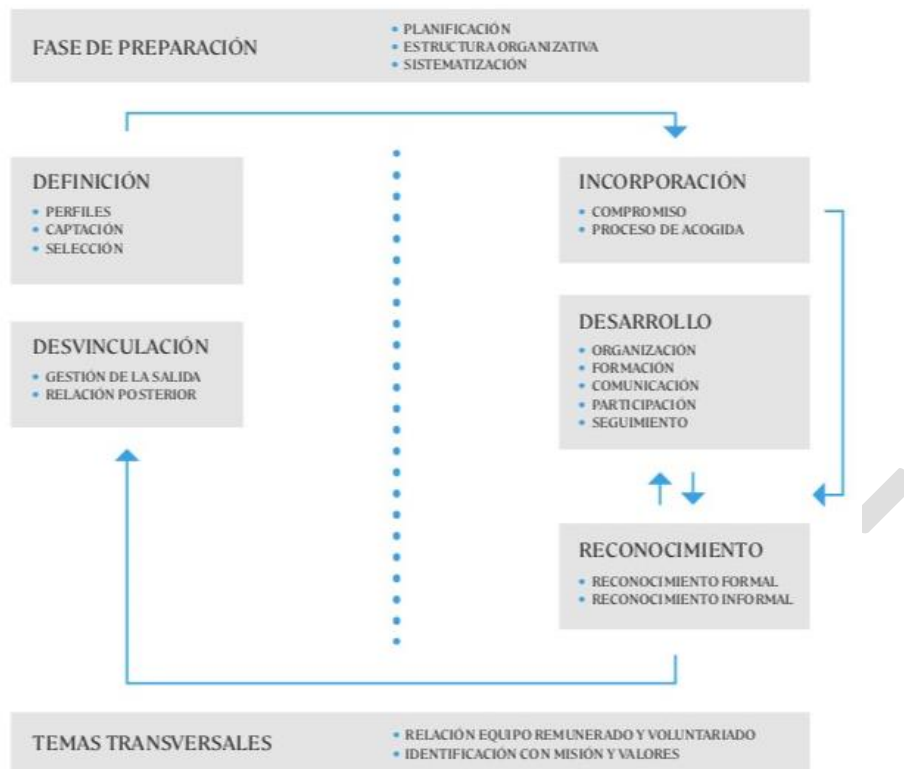 FASE DE PREPARACIÓN
• PLANIFICACIÓN
• ESTRUCTURA ORGANIZATIVA
• SISTEMATIZACIÓN
DEFINICIÓN
• PERFILES
• CAPTACIÓN
• SELECCIÓN
DESVINCULACIÓN
• GESTIÓN DE LA SALIDA
• RELACIÓN POSTERIOR
INCORPORACIÓN
• COMPROMISO
• PROCESO DE ACOGIDA
DESARROLLO
• ORGANIZACIÓN
• FORMACIÓN
• COMUNICACIÓN
• PARTICIPACIÓN
• SEGUIMIENTO
RECONOCIMIENTO
• RECONOCIMIENTO FORMAL
• RECONOCIMIENTO INFORMAL
TEMAS TRANSVERSALES
• RELACIÓN EQUIPO REMUNERADO Y VOLUNTARIADO
• IDENTIFICACIÓN CON MISIÓN Y VALORES